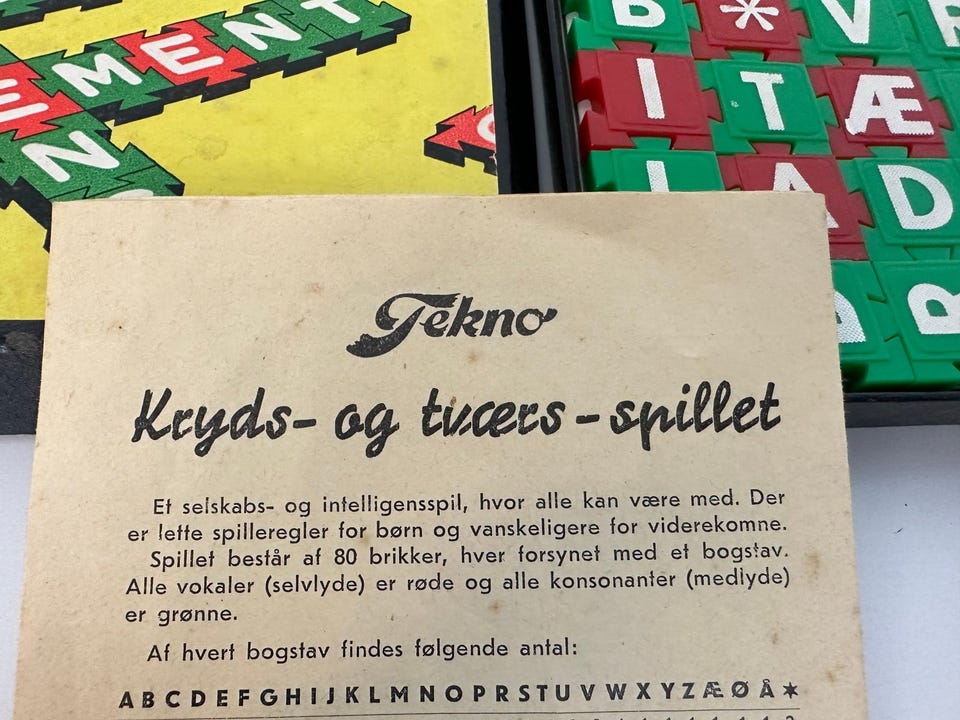 EMENT
N
B * V
I T Æ
A D
Tekno
Kryds- og tværs-spillet
Et selskabs- og intelligensspil, hvor alle kan være med. Der
er lette spilleregler for børn og vanskeligere for viderekomne.
Spillet består af 80 brikker, hver forsynet med et bogstav.
Alle vokaler (selvlyde) er røde og alle konsonanter (medlyde)
er grønne.
Af hvert bogstav findes følgende antal:
A B C D E F G H I J K L M N O P R S T U V W X Y Z Æ Ø Å ✶